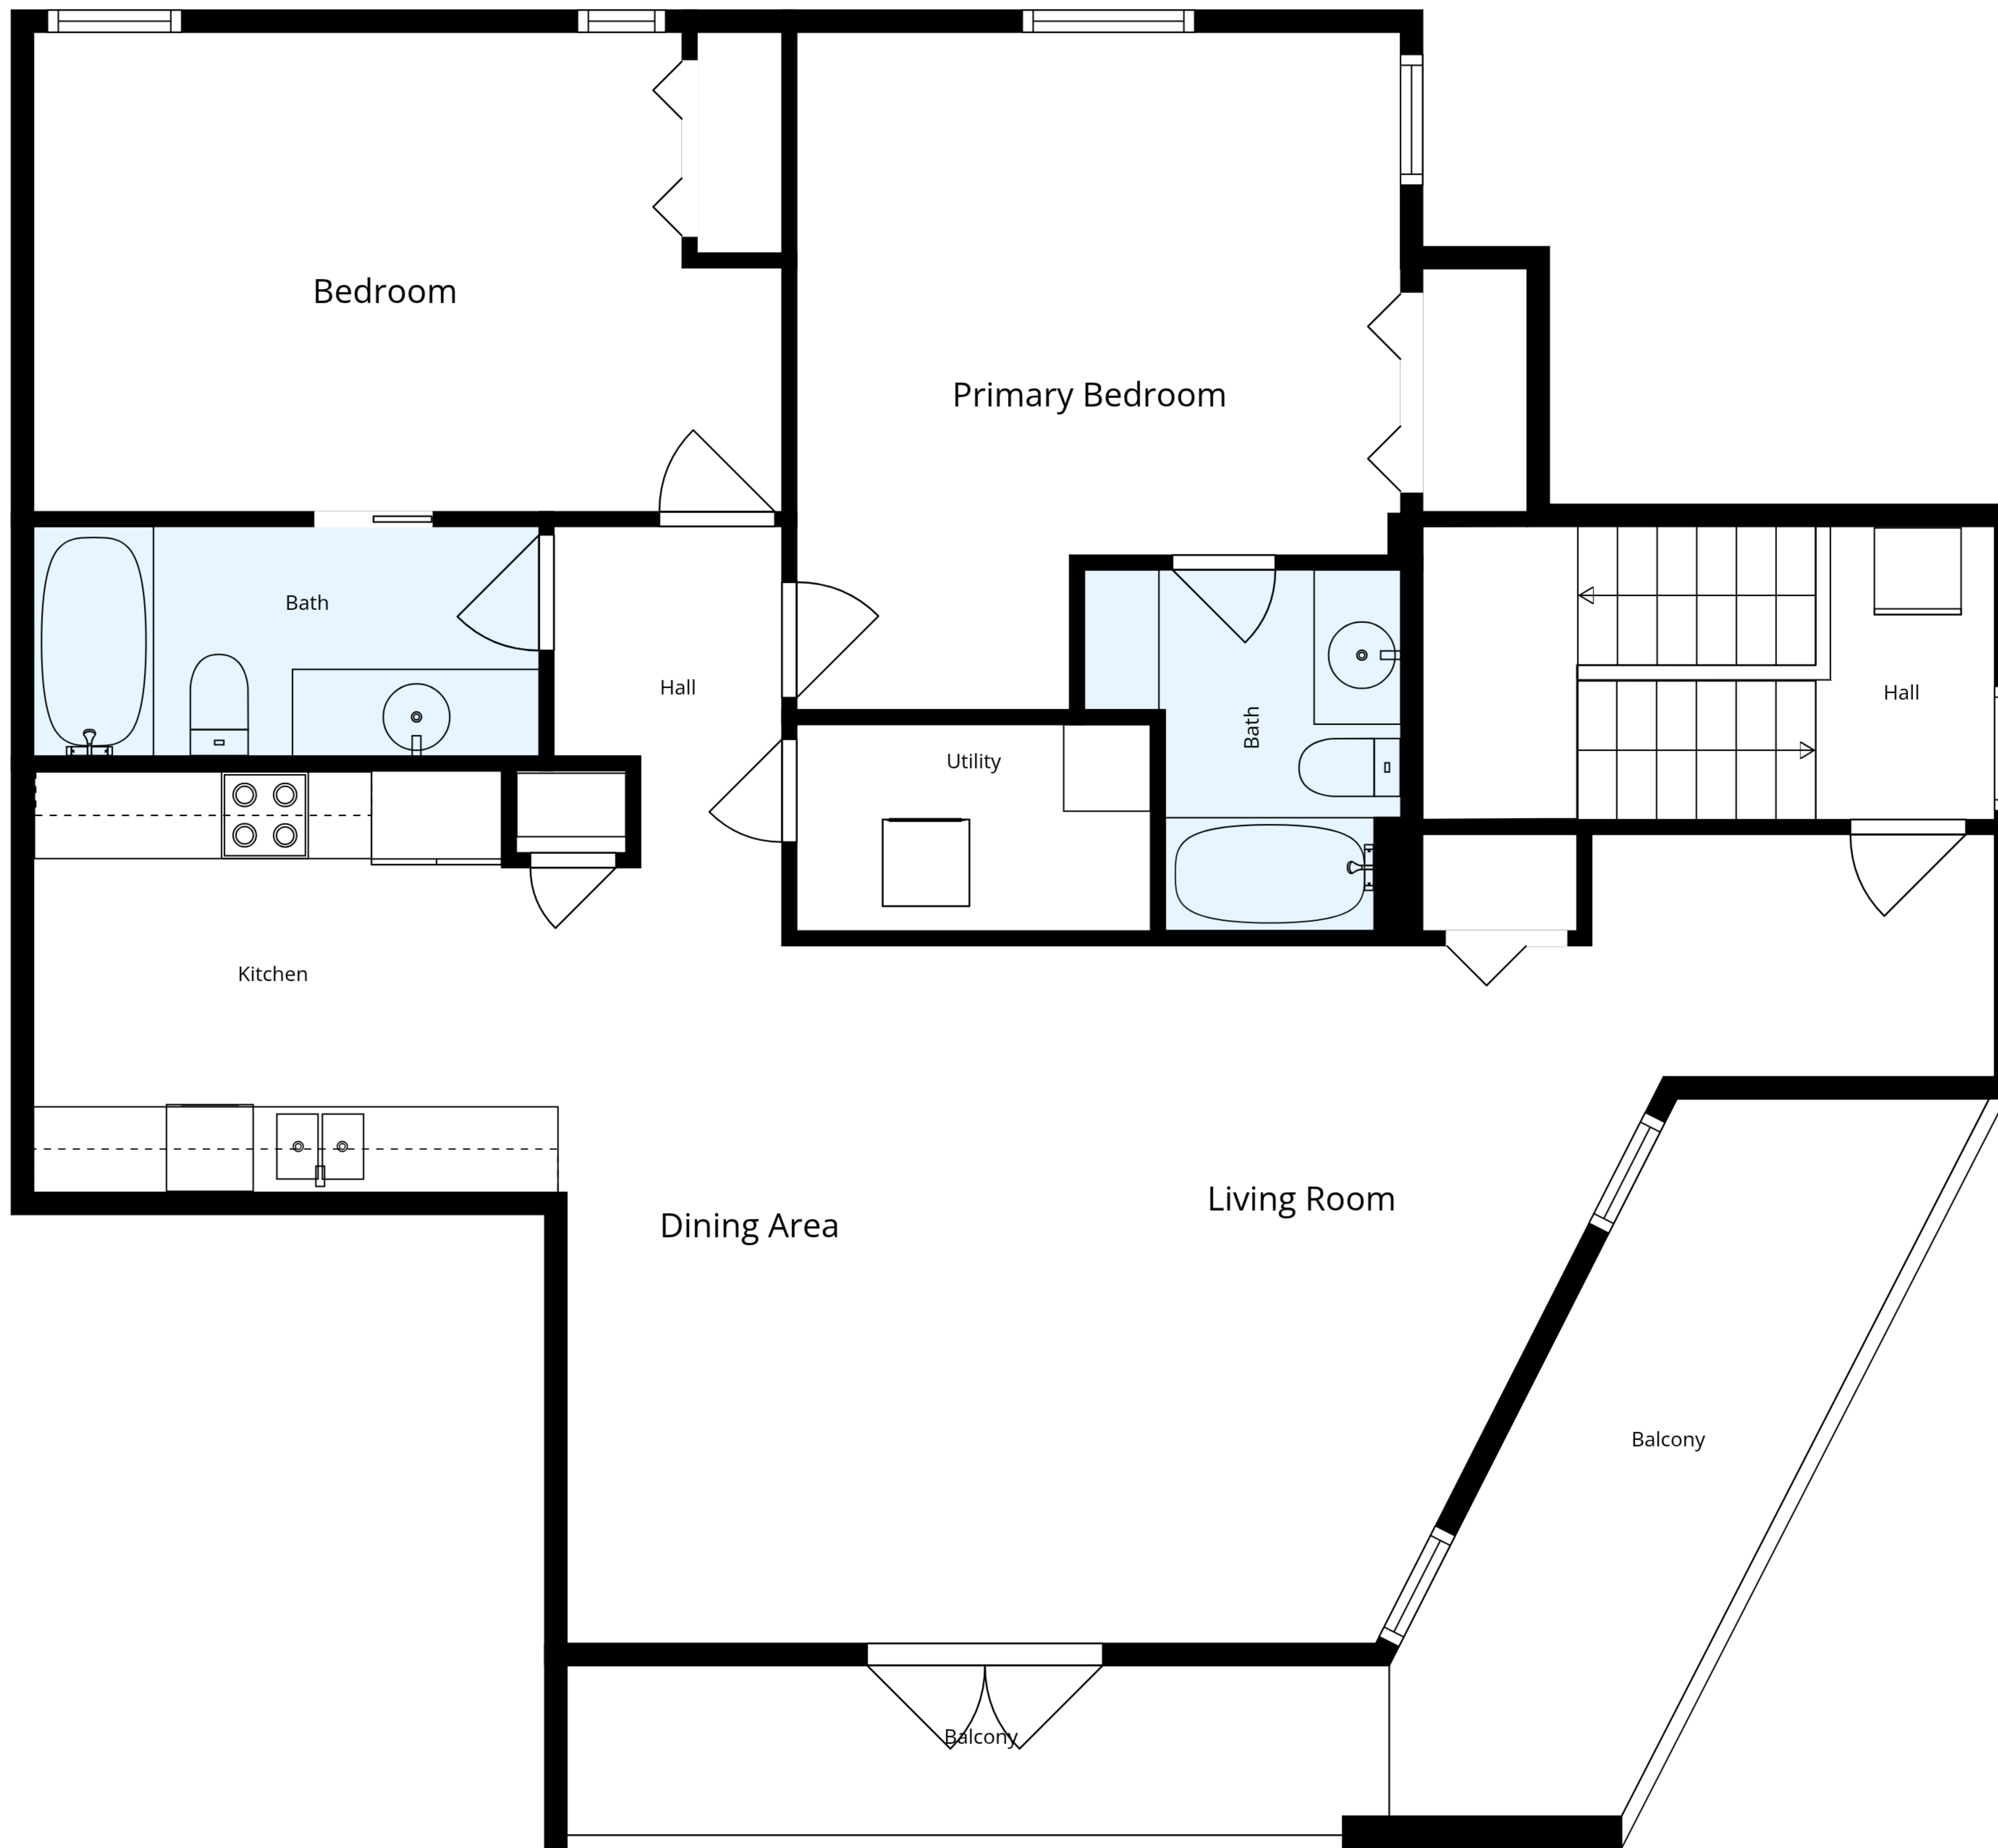 Bedroom
Primary Bedroom
Bath
Hall
Hall
Bath
Utility
Kitchen
Living Room
Dining Area
Balcony
Balcony